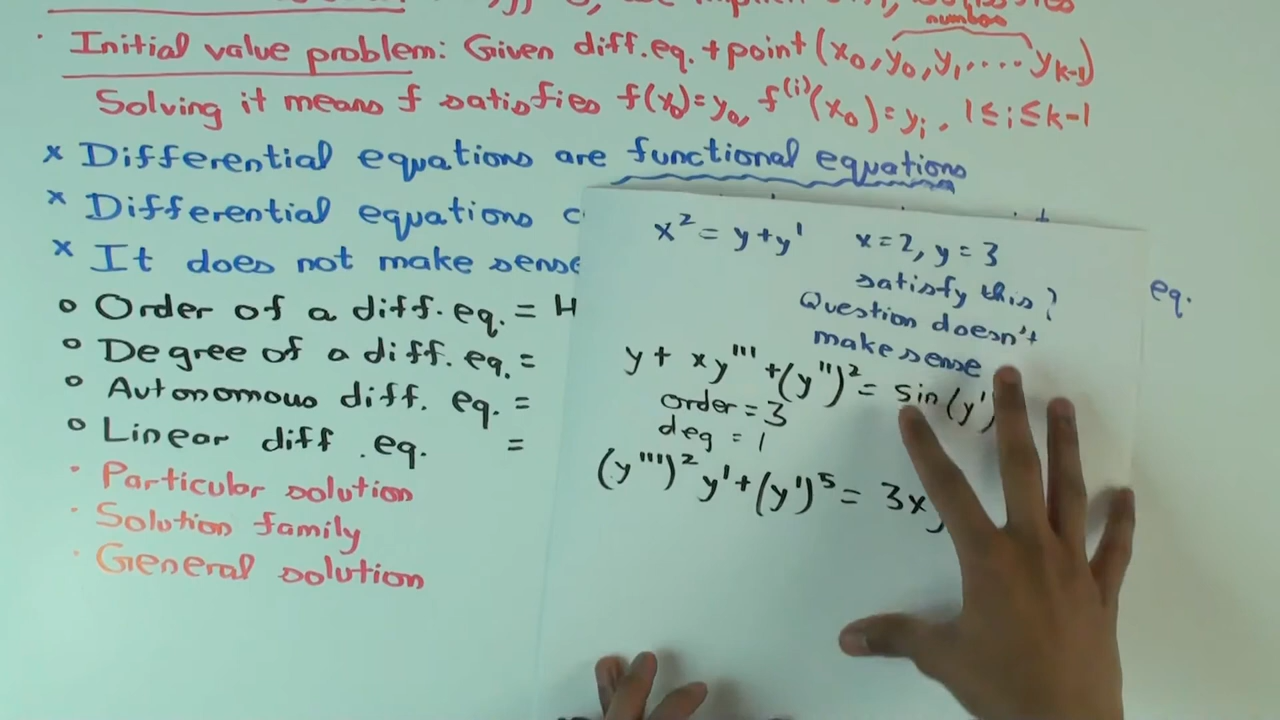 numbers
· Initial value problem: Given diff. eq. + point (x₀, y₀, y₁, .... yₖ₋₁)
Solving it means f satisfies f(x₀) = y₀, f⁽ⁱ⁾(x₀) = yᵢ, 1 ≤ i ≤ k-1
x Differential equations are functional equations
x Differential equations
x It does not make sense
eq.
o Order of a diff. eq. = H
o Degree of a diff. eq. =
o Autonomous diff. eq. =
o Linear diff. eq. =
· Particular solution
· Solution family
· General solution
x² = y + y' x = 2, y = 3
satisfy this?
Question doesn't
make sense
y + xy''' + (y'')² = sin(y')
order = 3
deg = 1
(y''')² y' + (y')⁵ = 3x